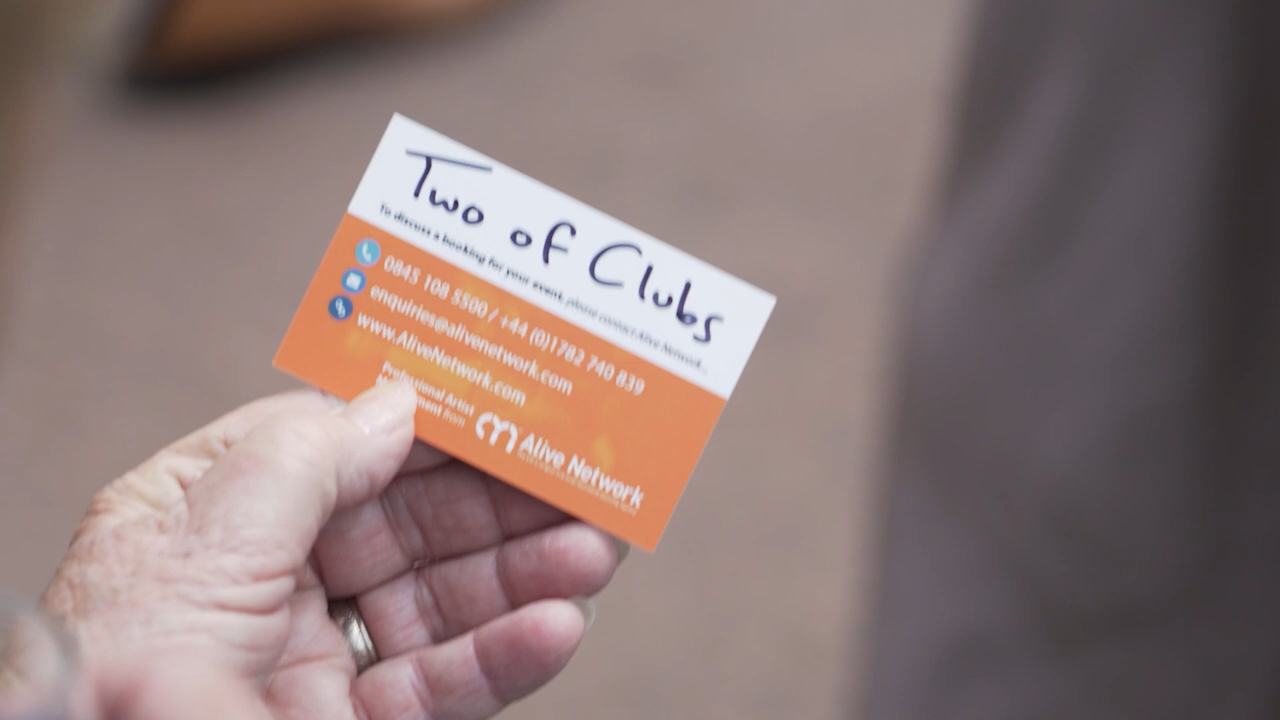 Two of Clubs
To discuss a booking for your event, please contact Alive Network...
0845 108 5500 / +44 (0)1782 740 839
enquiries@alivenetwork.com
www.AliveNetwork.com
Professional Artist
from
Alive Network